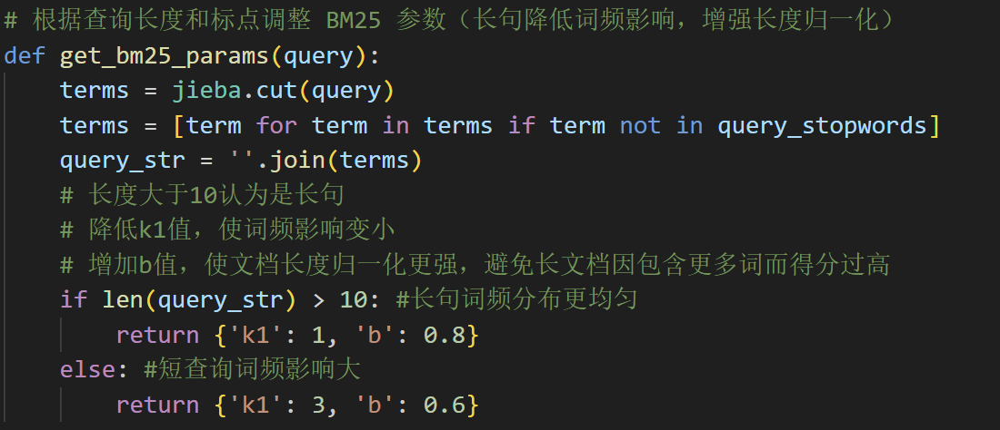 # 根据查询长度和标点调整 BM25 参数（长句降低词频影响，增强长度归一化）
def get_bm25_params(query):
    terms = jieba.cut(query)
    terms = [term for term in terms if term not in query_stopwords]
    query_str = ''.join(terms)
    # 长度大于10认为是长句
    # 降低k1值，使词频影响变小
    # 增加b值，使文档长度归一化更强，避免长文档因包含更多词而得分过高
    if len(query_str) > 10: #长句词频分布更均匀
        return {'k1': 1, 'b': 0.8}
    else: #短查询词频影响大
        return {'k1': 3, 'b': 0.6}